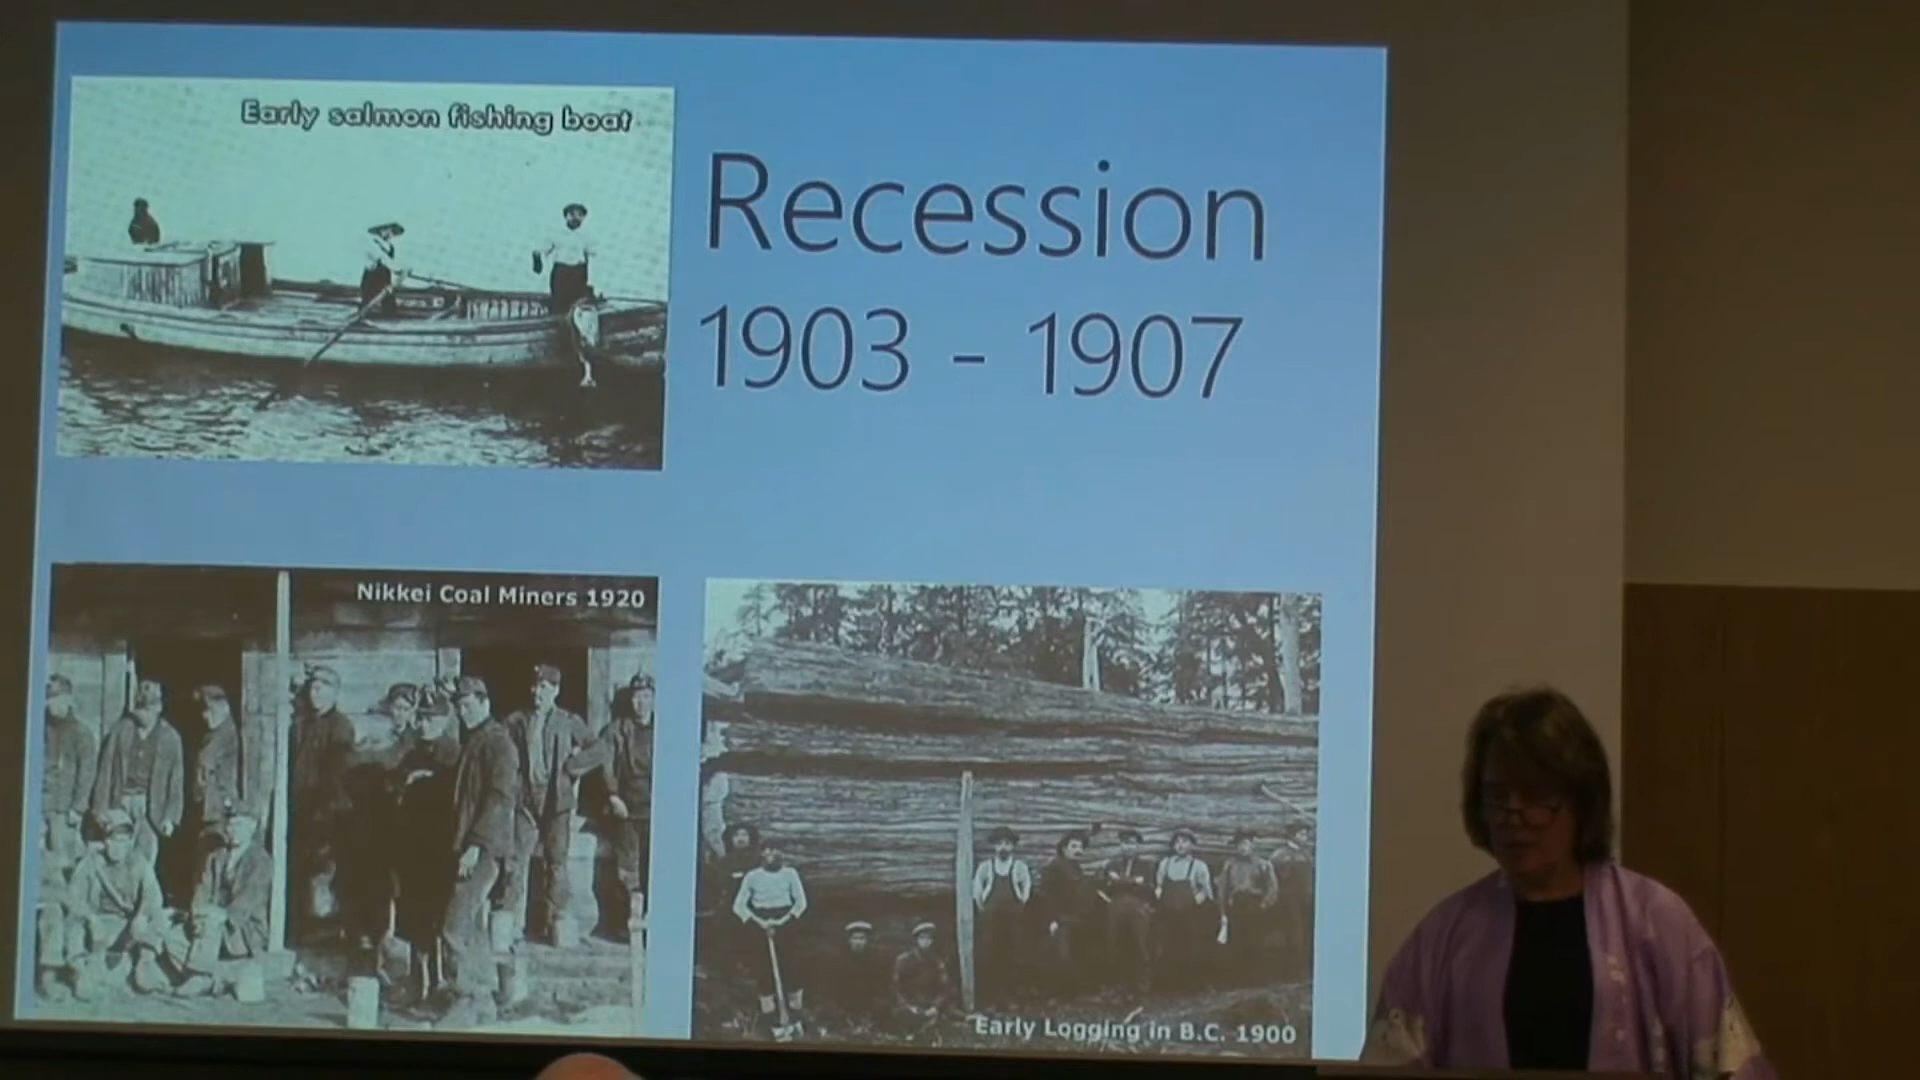 Early salmon fishing boat
Recession
1903 - 1907
Nikkei Coal Miners 1920
Early Logging in B.C. 1900